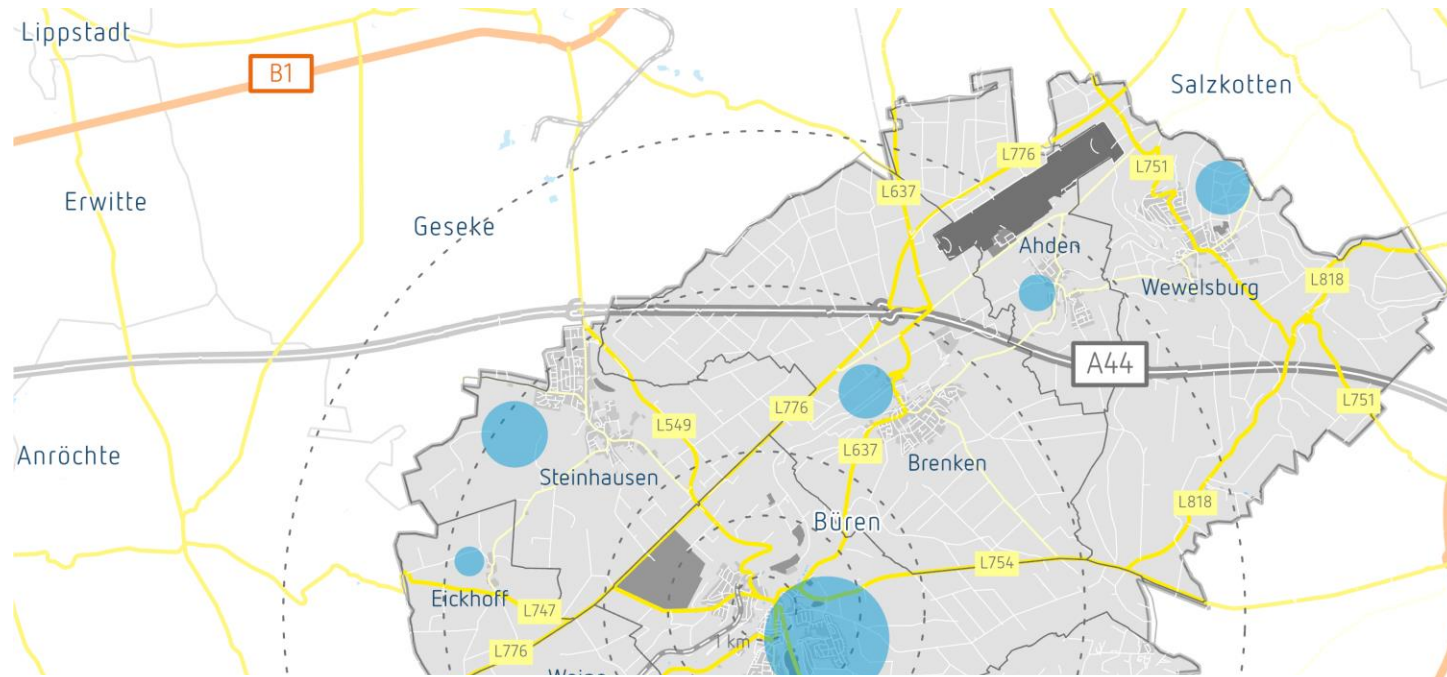 Lippstadt
B1
Salzkotten
L776
L751
L637
Erwitte
Geseke
Ahden
L818
Wewelsburg
A44
L776
L751
L549
L637
Anröchte
Brenken
Steinhausen
L818
Büren
L754
Eickhoff
L747
1 km
L776